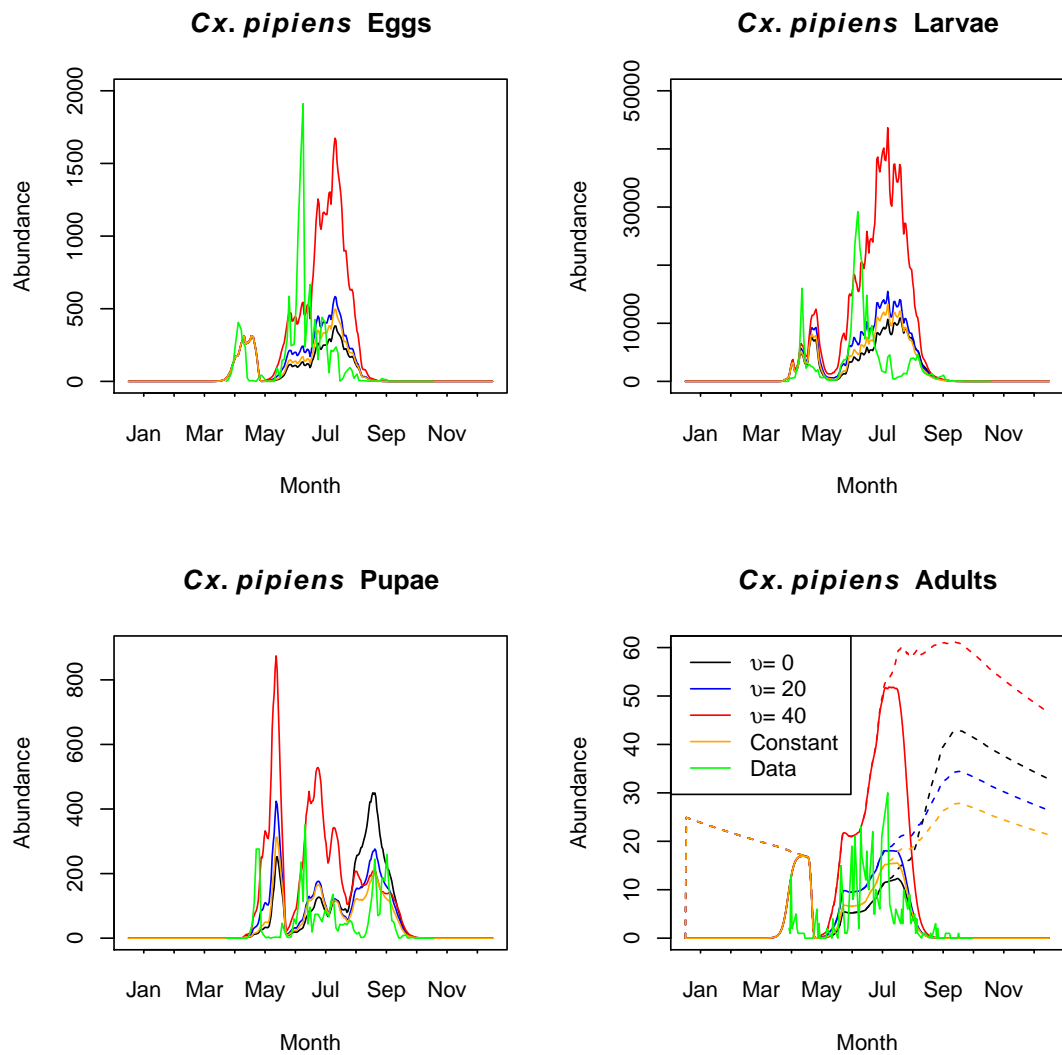 Cx. pipiens Eggs
Abundance
0 500 1000 1500 2000
Jan Mar May Jul Sep Nov
Month
Cx. pipiens Larvae
Abundance
0 10000 30000 50000
Jan Mar May Jul Sep Nov
Month
Cx. pipiens Pupae
Abundance
0 200 400 600 800
Jan Mar May Jul Sep Nov
Month
Cx. pipiens Adults
Abundance
0 10 20 30 40 50 60
υ= 0
υ= 20
υ= 40
Constant
Data
Jan Mar May Jul Sep Nov
Month